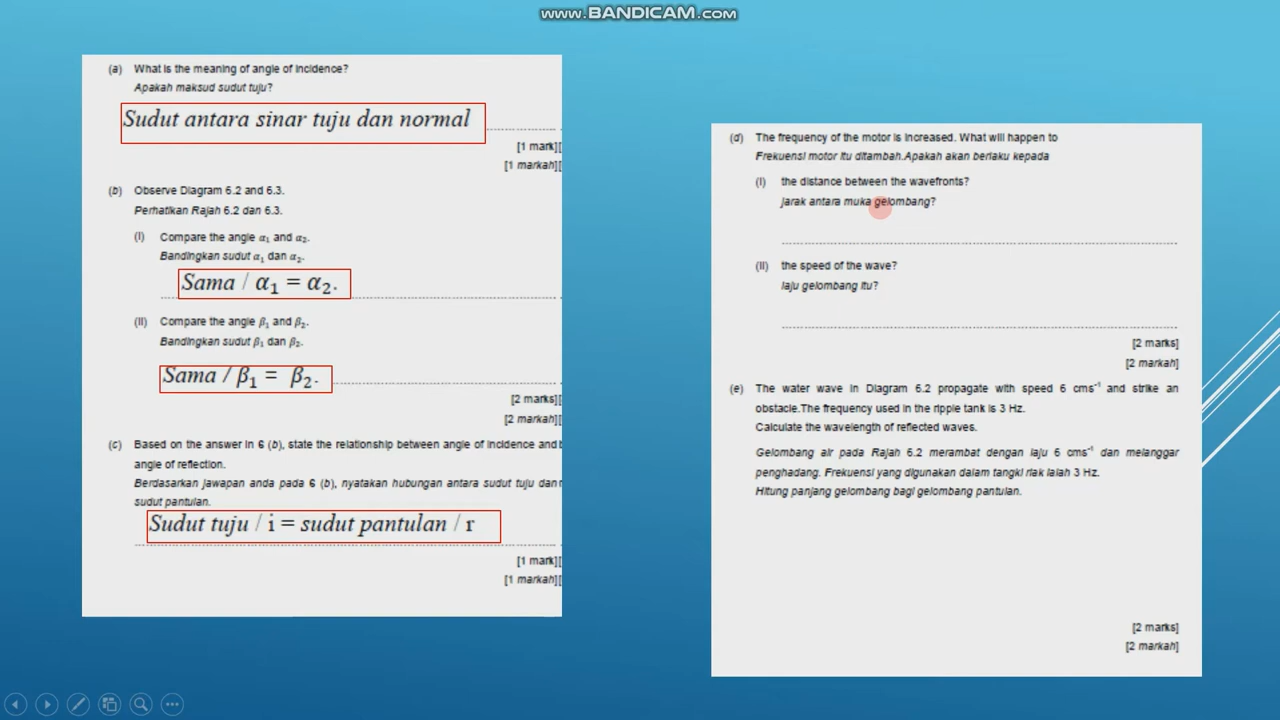 www.BANDICAM.com
(a) What is the meaning of angle of incidence?
Apakah maksud sudut tuju?
Sudut antara sinar tuju dan normal
[1 mark][
[1 markah][
(b) Observe Diagram 6.2 and 6.3.
Perhatikan Rajah 6.2 dan 6.3.
(i) Compare the angle α₁ and α₂.
Bandingkan sudut α₁ dan α₂.
Sama / α₁ = α₂.
(ii) Compare the angle β₁ and β₂.
Bandingkan sudut β₁ dan β₂.
Sama / β₁ = β₂.
[2 marks][
[2 markah][
(c) Based on the answer in 6 (b), state the relationship between angle of incidence and
angle of reflection.
Berdasarkan jawapan anda pada 6 (b), nyatakan hubungan antara sudut tuju dan
sudut pantulan.
Sudut tuju / i = sudut pantulan / r
[1 mark][
[1 markah][
(d) The frequency of the motor is increased. What will happen to
Frekuensi motor itu ditambah.Apakah akan berlaku kepada
(i) the distance between the wavefronts?
jarak antara muka gelombang?
(ii) the speed of the wave?
laju gelombang itu?
[2 marks]
[2 markah]
(e) The water wave in Diagram 6.2 propagate with speed 6 cms⁻¹ and strike an
obstacle.The frequency used in the ripple tank is 3 Hz.
Calculate the wavelength of reflected waves.
Gelombang air pada Rajah 6.2 merambat dengan laju 6 cms⁻¹ dan melanggar
penghadang. Frekuensi yang digunakan dalam tangki riak ialah 3 Hz.
Hitung panjang gelombang bagi gelombang pantulan.
[2 marks]
[2 markah]